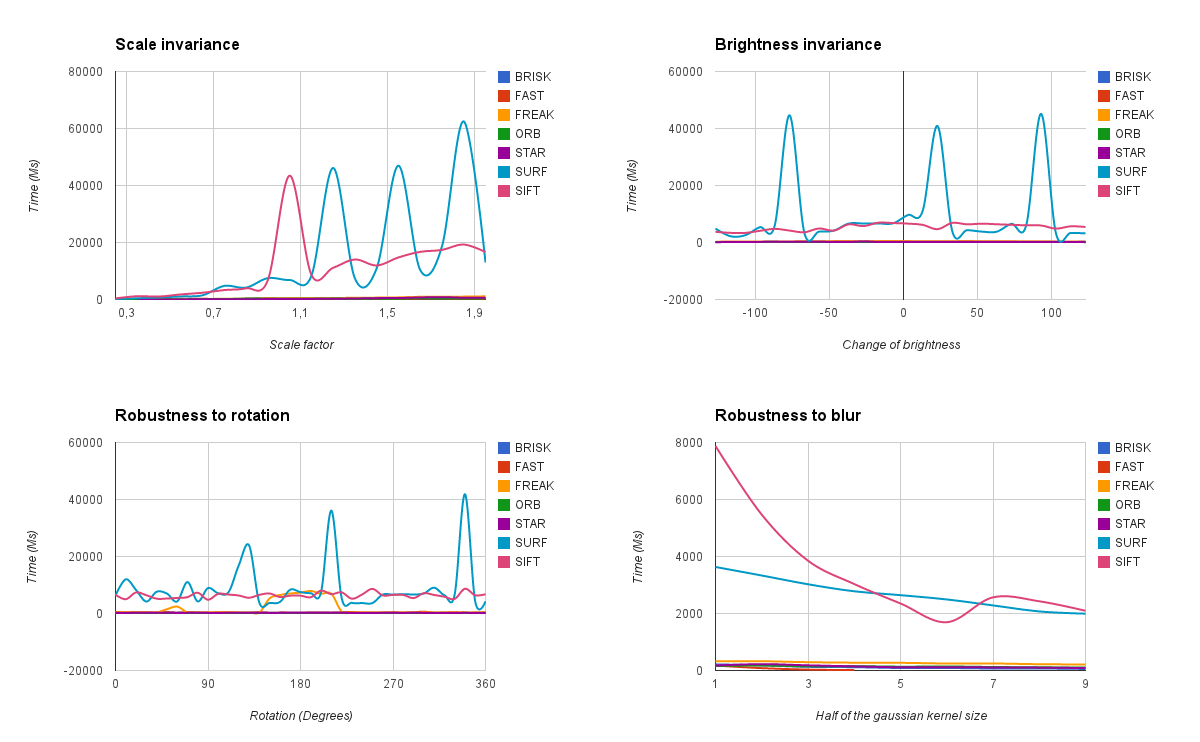 Scale invariance
80000
60000
40000
20000
0
Time (Ms)
0,3
0,7
1,1
1,5
1,9
Scale factor
BRISK
FAST
FREAK
ORB
STAR
SURF
SIFT
Brightness invariance
60000
40000
20000
0
-20000
Time (Ms)
-100
-50
0
50
100
Change of brightness
BRISK
FAST
FREAK
ORB
STAR
SURF
SIFT
Robustness to rotation
60000
40000
20000
0
-20000
Time (Ms)
0
90
180
270
360
Rotation (Degrees)
BRISK
FAST
FREAK
ORB
STAR
SURF
SIFT
Robustness to blur
8000
6000
4000
2000
0
Time (Ms)
1
3
5
7
9
Half of the gaussian kernel size
BRISK
FAST
FREAK
ORB
STAR
SURF
SIFT